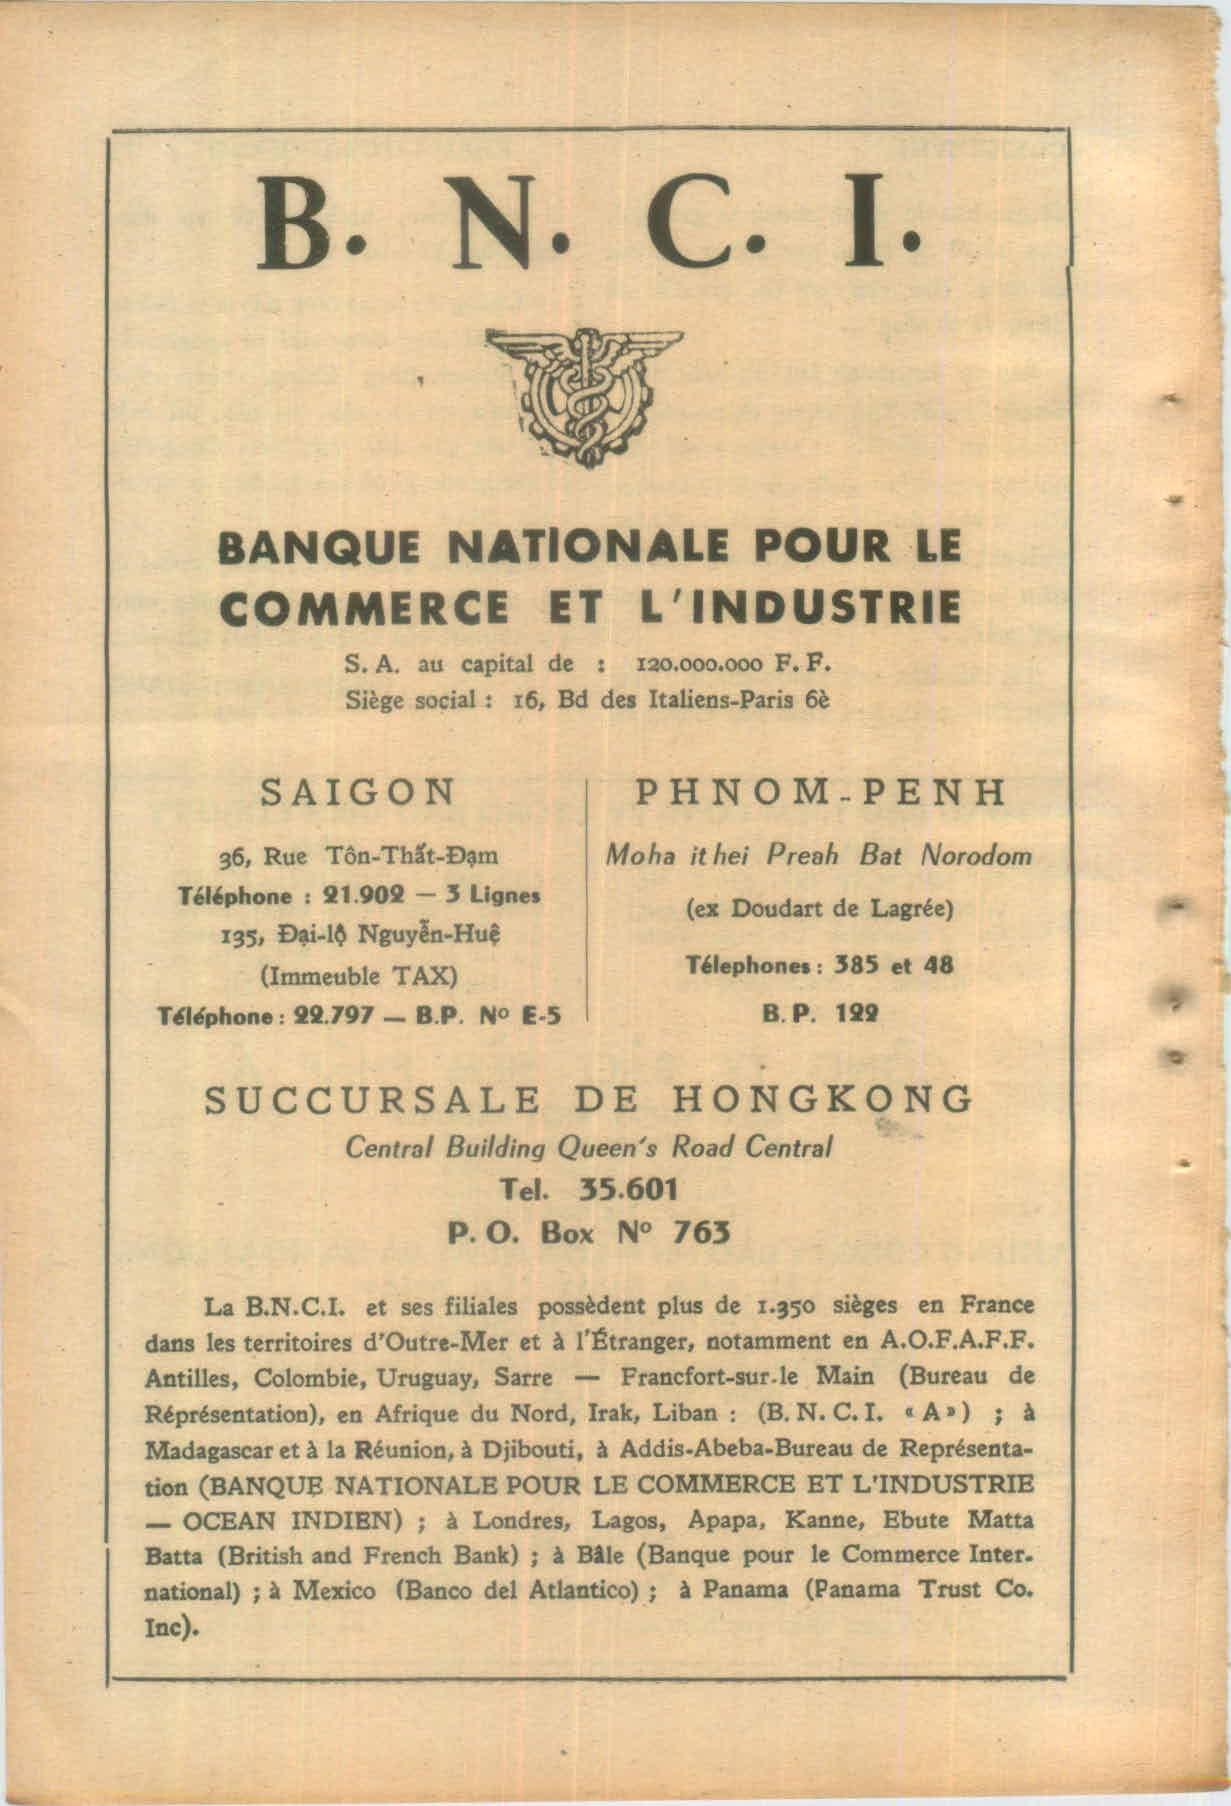 B. N. C. I.
BANQUE NATIONALE POUR LE
COMMERCE ET L'INDUSTRIE
S. A. au capital de : 120.000.000 F. F.
Siège social : 16, Bd des Italiens-Paris 6è
SAIGON
36, Rue Tôn-Thất-Đạm
Téléphone : 21.902 — 3 Lignes
135, Đại-lộ Nguyễn-Huệ
(Immeuble TAX)
Téléphone : 22.797 — B.P. Nº E-5
PHNOM-PENH
Moha ithei Preah Bat Norodom
(ex Doudart de Lagrée)
Télephones : 385 et 48
B. P. 122
SUCCURSALE DE HONGKONG
Central Building Queen's Road Central
Tel. 35.601
P. O. Box Nº 763
La B.N.C.I. et ses filiales possèdent plus de 1.350 sièges en France
dans les territoires d'Outre-Mer et à l'Étranger, notamment en A.O.F.A.F.F.
Antilles, Colombie, Uruguay, Sarre — Francfort-sur-le Main (Bureau de
Réprésentation), en Afrique du Nord, Irak, Liban : (B. N. C. I. « A ») ; à
Madagascar et à la Réunion, à Djibouti, à Addis-Abeba-Bureau de Représenta-
tion (BANQUE NATIONALE POUR LE COMMERCE ET L'INDUSTRIE
— OCEAN INDIEN) ; à Londres, Lagos, Apapa, Kanne, Ebute Matta
Batta (British and French Bank) ; à Bâle (Banque pour le Commerce Inter-
national) ; à Mexico (Banco del Atlantico) ; à Panama (Panama Trust Co.
Inc).